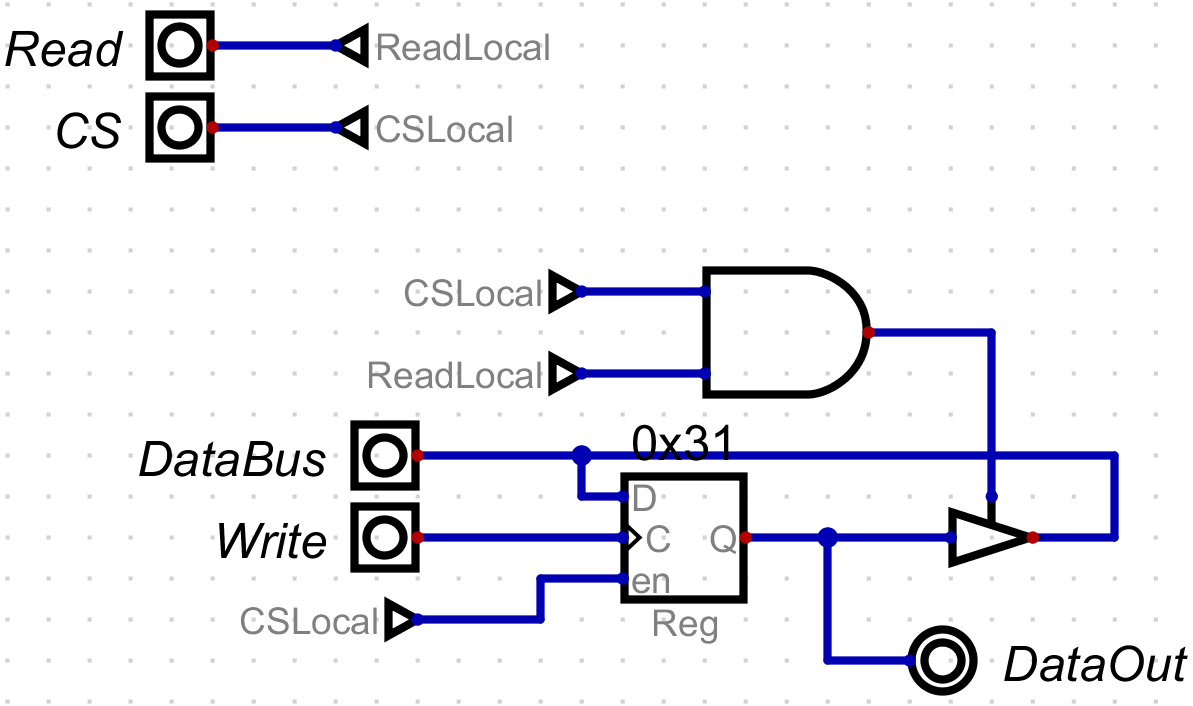 Read
ReadLocal
CS
CSLocal
CSLocal
ReadLocal
DataBus
0x31
D
Write
C
Q
en
CSLocal
Reg
DataOut